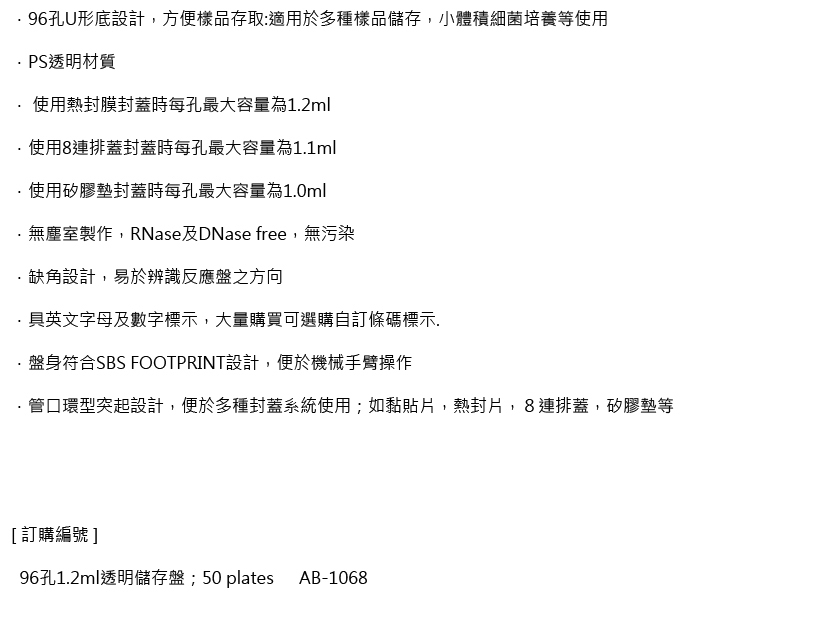 · 96孔U形底設計，方便樣品存取:適用於多種樣品儲存，小體積細菌培養等使用
· PS透明材質
· 使用熱封膜封蓋時每孔最大容量為1.2ml
· 使用8連排蓋封蓋時每孔最大容量為1.1ml
· 使用矽膠墊封蓋時每孔最大容量為1.0ml
· 無塵室製作，RNase及DNase free，無污染
· 缺角設計，易於辨識反應盤之方向
· 具英文字母及數字標示，大量購買可選購自訂條碼標示.
· 盤身符合SBS FOOTPRINT設計，便於機械手臂操作
· 管口環型突起設計，便於多種封蓋系統使用；如黏貼片，熱封片，８連排蓋，矽膠墊等
[ 訂購編號 ]
96孔1.2ml透明儲存盤；50 plates AB-1068